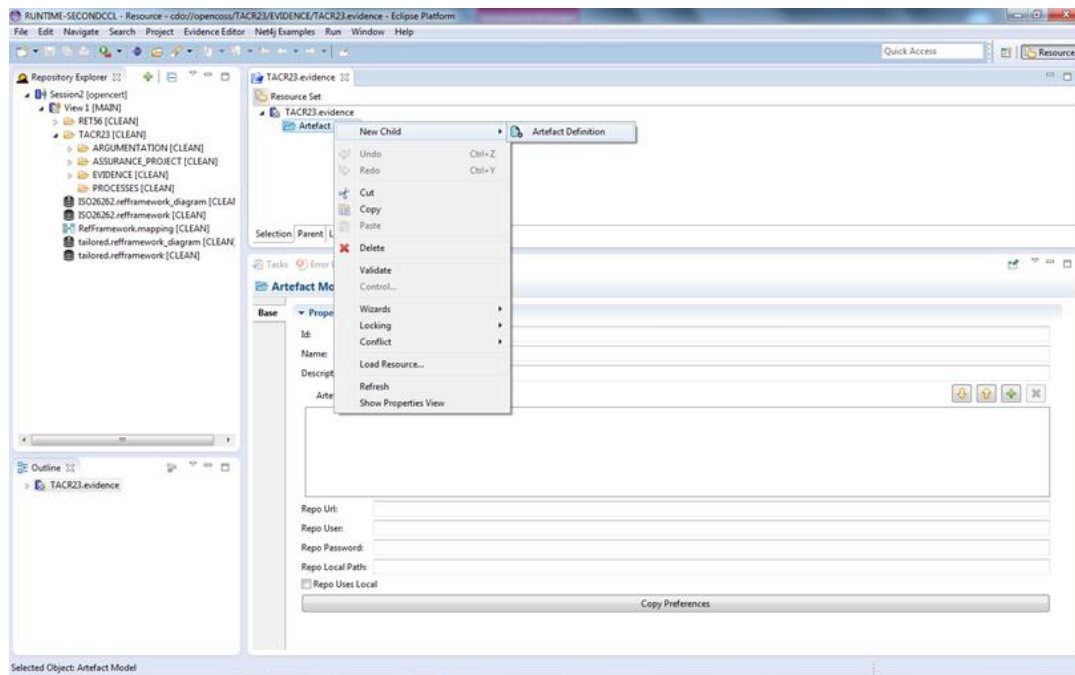 RUNTIME-SECONDCCL - Resource - cdo://opencoss/TACR23/EVIDENCE/TACR23.evidence - Eclipse Platform
File Edit Navigate Search Project Evidence Editor Net4j Examples Run Window Help
Quick Access
Resource
Repository Explorer
Session2 [opencert]
View 1 [MAIN]
RET56 [CLEAN]
TACR23 [CLEAN]
ARGUMENTATION [CLEAN]
ASSURANCE_PROJECT [CLEAN]
EVIDENCE [CLEAN]
PROCESSES [CLEAN]
ISO26262.refframework_diagram [CLEA
ISO26262.refframework [CLEAN]
RefFramework.mapping [CLEAN]
tailored.refframework_diagram [CLEAN
tailored.refframework [CLEAN]
TACR23.evidence
Resource Set
TACR23.evidence
Artefact
New Child
Artefact Definition
Undo Ctrl+Z
Redo Ctrl+Y
Cut
Copy
Paste
Delete
Validate
Control...
Wizards
Locking
Conflict
Load Resource...
Refresh
Show Properties View
Selection Parent L
Tasks Error
Artefact Mo
Base
Prope
Id:
Name:
Descript
Arte
Repo Url:
Repo User:
Repo Password:
Repo Local Path:
Repo Uses Local
Copy Preferences
Outline
TACR23.evidence
Selected Object: Artefact Model